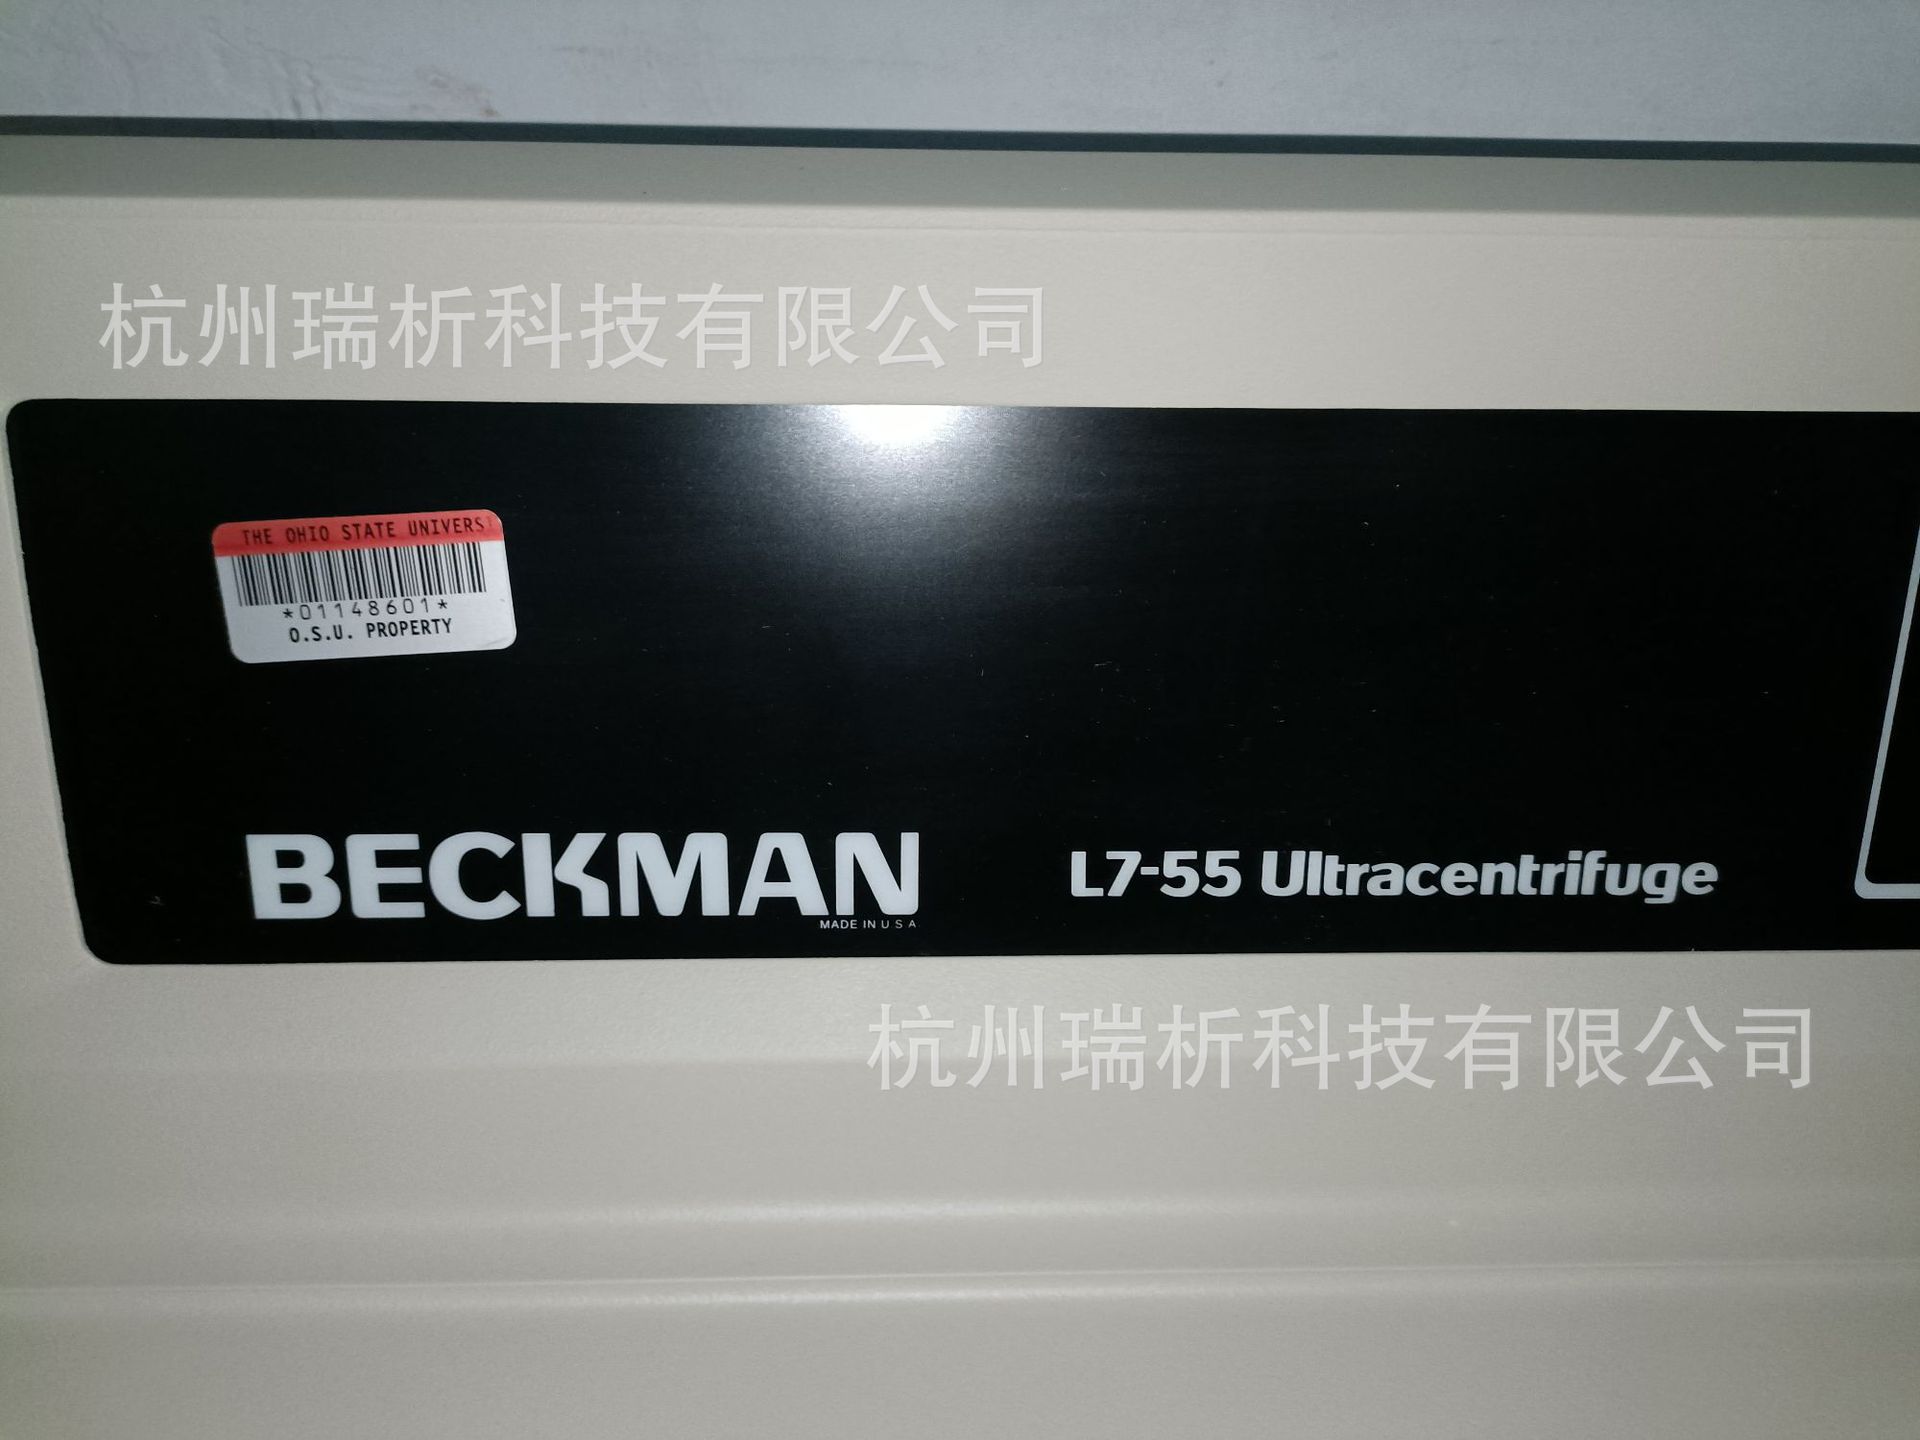 杭州瑞析科技有限公司
THE OHIO STATE UNIVERST
*01148601*
O.S.U. PROPERTY
BECKMAN
MADE IN U S A
L7-55 Ultracentrifuge
杭州瑞析科技有限公司